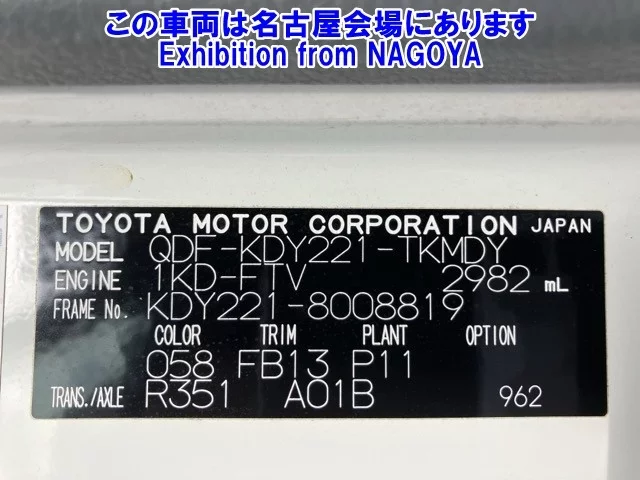 この車両は名古屋会場にあります
Exhibition from NAGOYA
TOYOTA MOTOR CORPORATION JAPAN
MODEL QDF-KDY221-TKMDY
ENGINE 1KD-FTV 2982 mL
FRAME No. KDY221-8008819
COLOR TRIM PLANT OPTION
058 FB13 P11
TRANS./AXLE R351 A01B 962